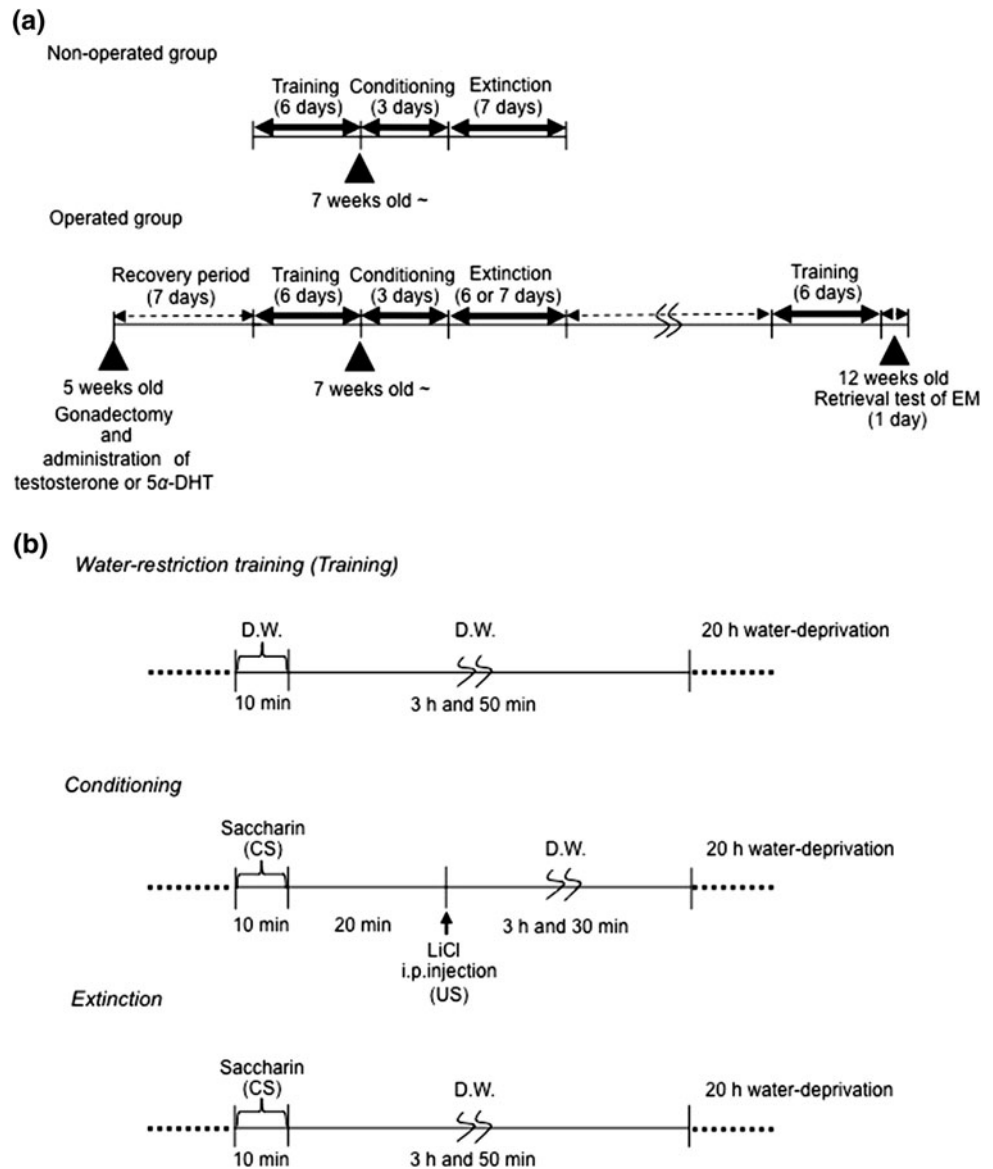 (a)
Non-operated group
Training Conditioning Extinction
(6 days) (3 days) (7 days)
7 weeks old ~
Operated group
Recovery period
(7 days)
Training Conditioning Extinction
(6 days) (3 days) (6 or 7 days)
Training
(6 days)
5 weeks old
Gonadectomy
and
administration of
testosterone or 5α-DHT
7 weeks old ~
12 weeks old
Retrieval test of EM
(1 day)
(b)
Water-restriction training (Training)
D.W. D.W. 20 h water-deprivation
10 min 3 h and 50 min
Conditioning
Saccharin
(CS) D.W. 20 h water-deprivation
10 min 20 min 3 h and 30 min
LiCl
i.p.injection
(US)
Extinction
Saccharin
(CS) D.W. 20 h water-deprivation
10 min 3 h and 50 min